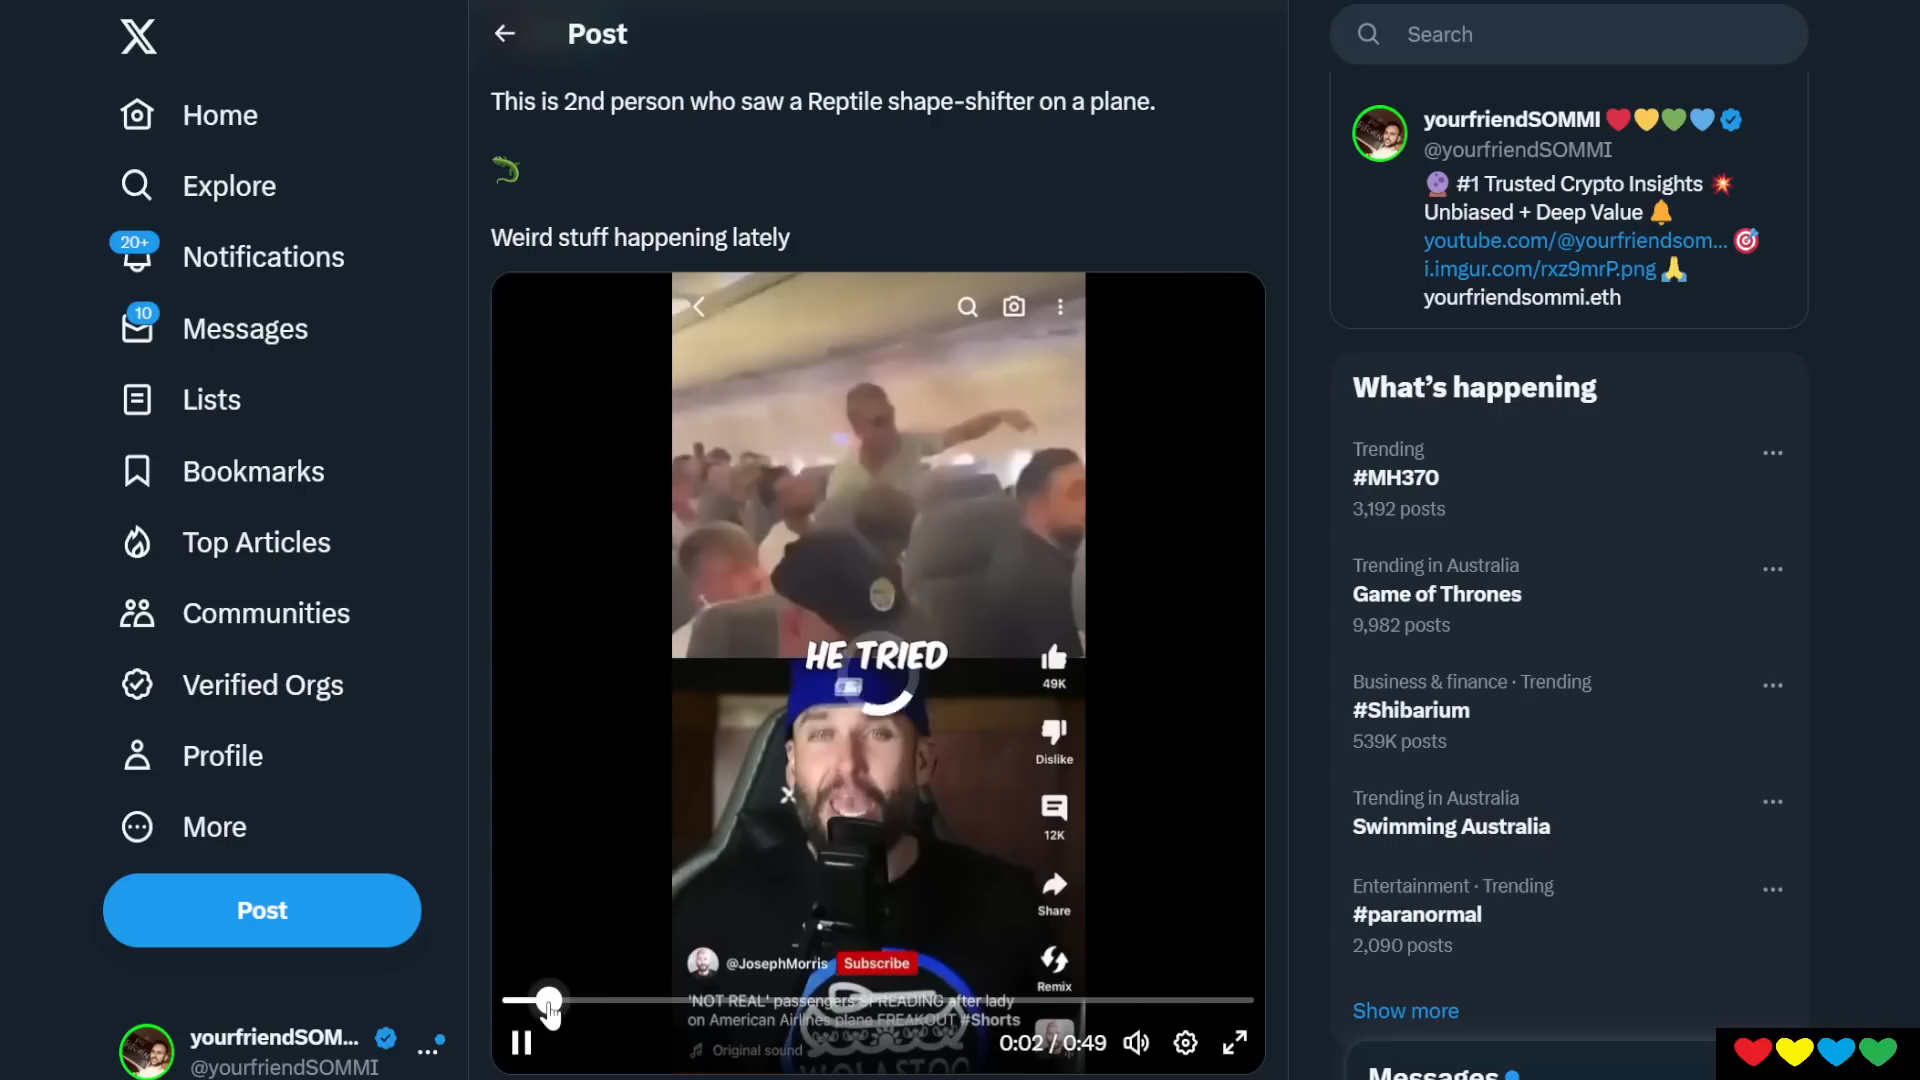 Home
Explore
20+
Notifications
10
Messages
Lists
Bookmarks
Top Articles
Communities
Verified Orgs
Profile
More
Post
yourfriendSOM...
@yourfriendSOMMI
Post
This is 2nd person who saw a Reptile shape-shifter on a plane.
Weird stuff happening lately
HE TRIED
49K
Dislike
12K
Share
Remix
@JosephMorris Subscribe
'NOT REAL' passengers SPREADING after lady
on American Airlines plane FREAKOUT #Shorts
Original sound
0:02 / 0:49
Search
yourfriendSOMMI
@yourfriendSOMMI
#1 Trusted Crypto Insights
Unbiased + Deep Value
youtube.com/@yourfriendsom...
i.imgur.com/rxz9mrP.png
yourfriendsommi.eth
What's happening
Trending
#MH370
3,192 posts
Trending in Australia
Game of Thrones
9,982 posts
Business & finance · Trending
#Shibarium
539K posts
Trending in Australia
Swimming Australia
Entertainment · Trending
#paranormal
2,090 posts
Show more
Messages